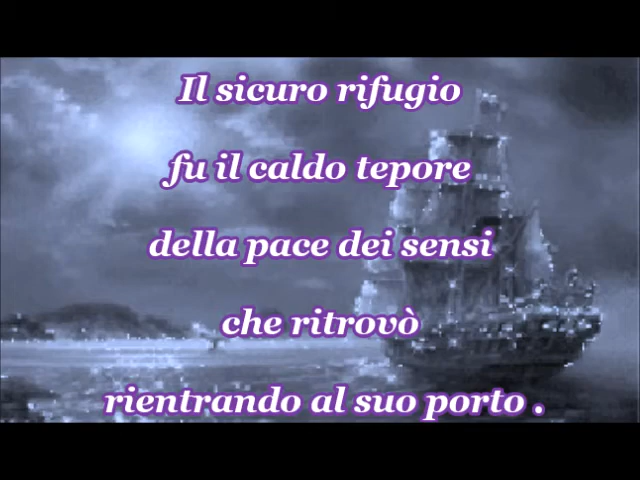 Il sicuro rifugio
fu il caldo tepore
della pace dei sensi
che ritrovò
rientrando al suo porto .